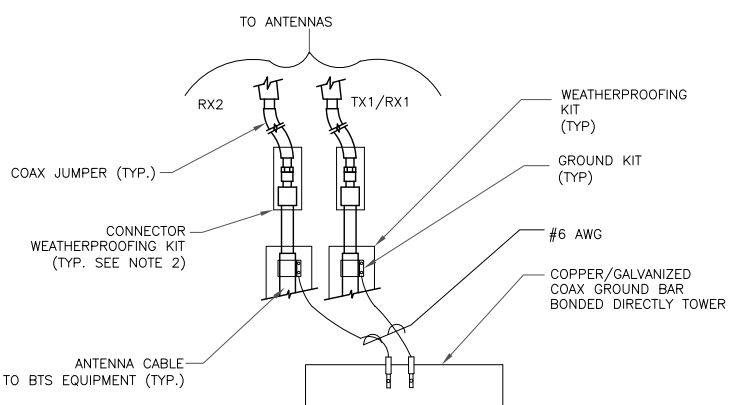 TO ANTENNAS
RX2
TX1/RX1
WEATHERPROOFING
KIT
(TYP)
COAX JUMPER (TYP.)
GROUND KIT
(TYP)
CONNECTOR
WEATHERPROOFING KIT
(TYP. SEE NOTE 2)
#6 AWG
COPPER/GALVANIZED
COAX GROUND BAR
BONDED DIRECTLY TOWER
ANTENNA CABLE
TO BTS EQUIPMENT (TYP.)